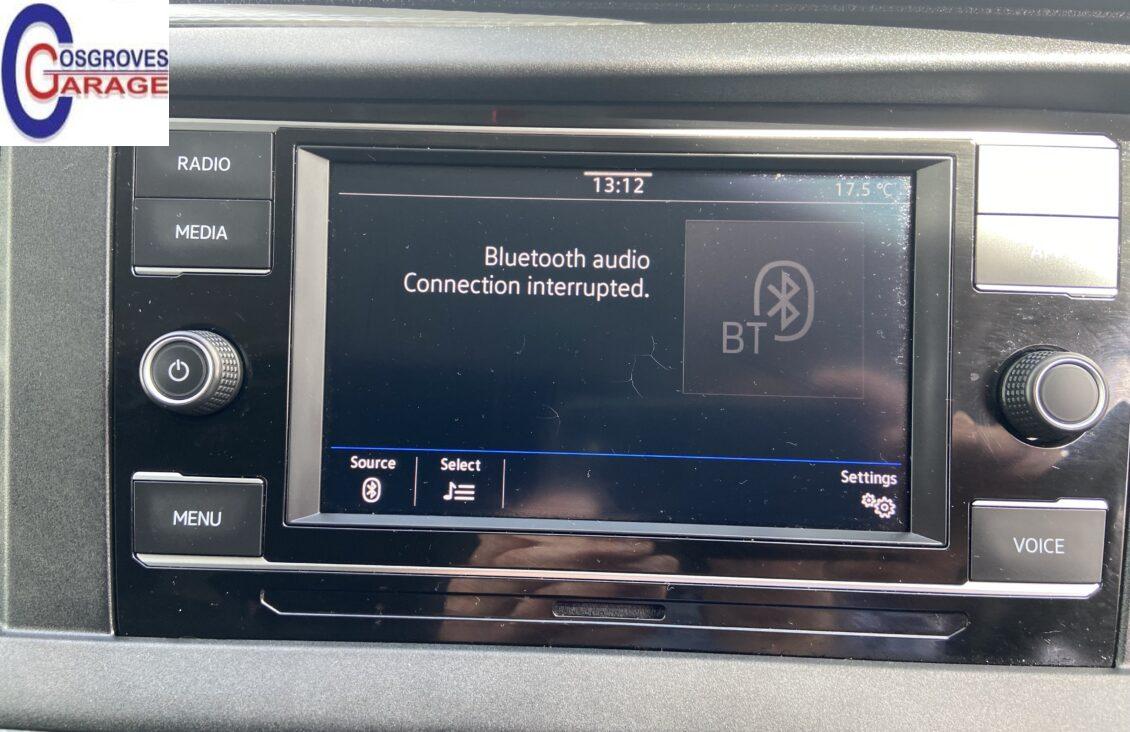 COSGROVES
GARAGE
RADIO
MEDIA
13:12
17.5 °C
Bluetooth audio
Connection interrupted.
BT
Source
Select
Settings
MENU
VOICE